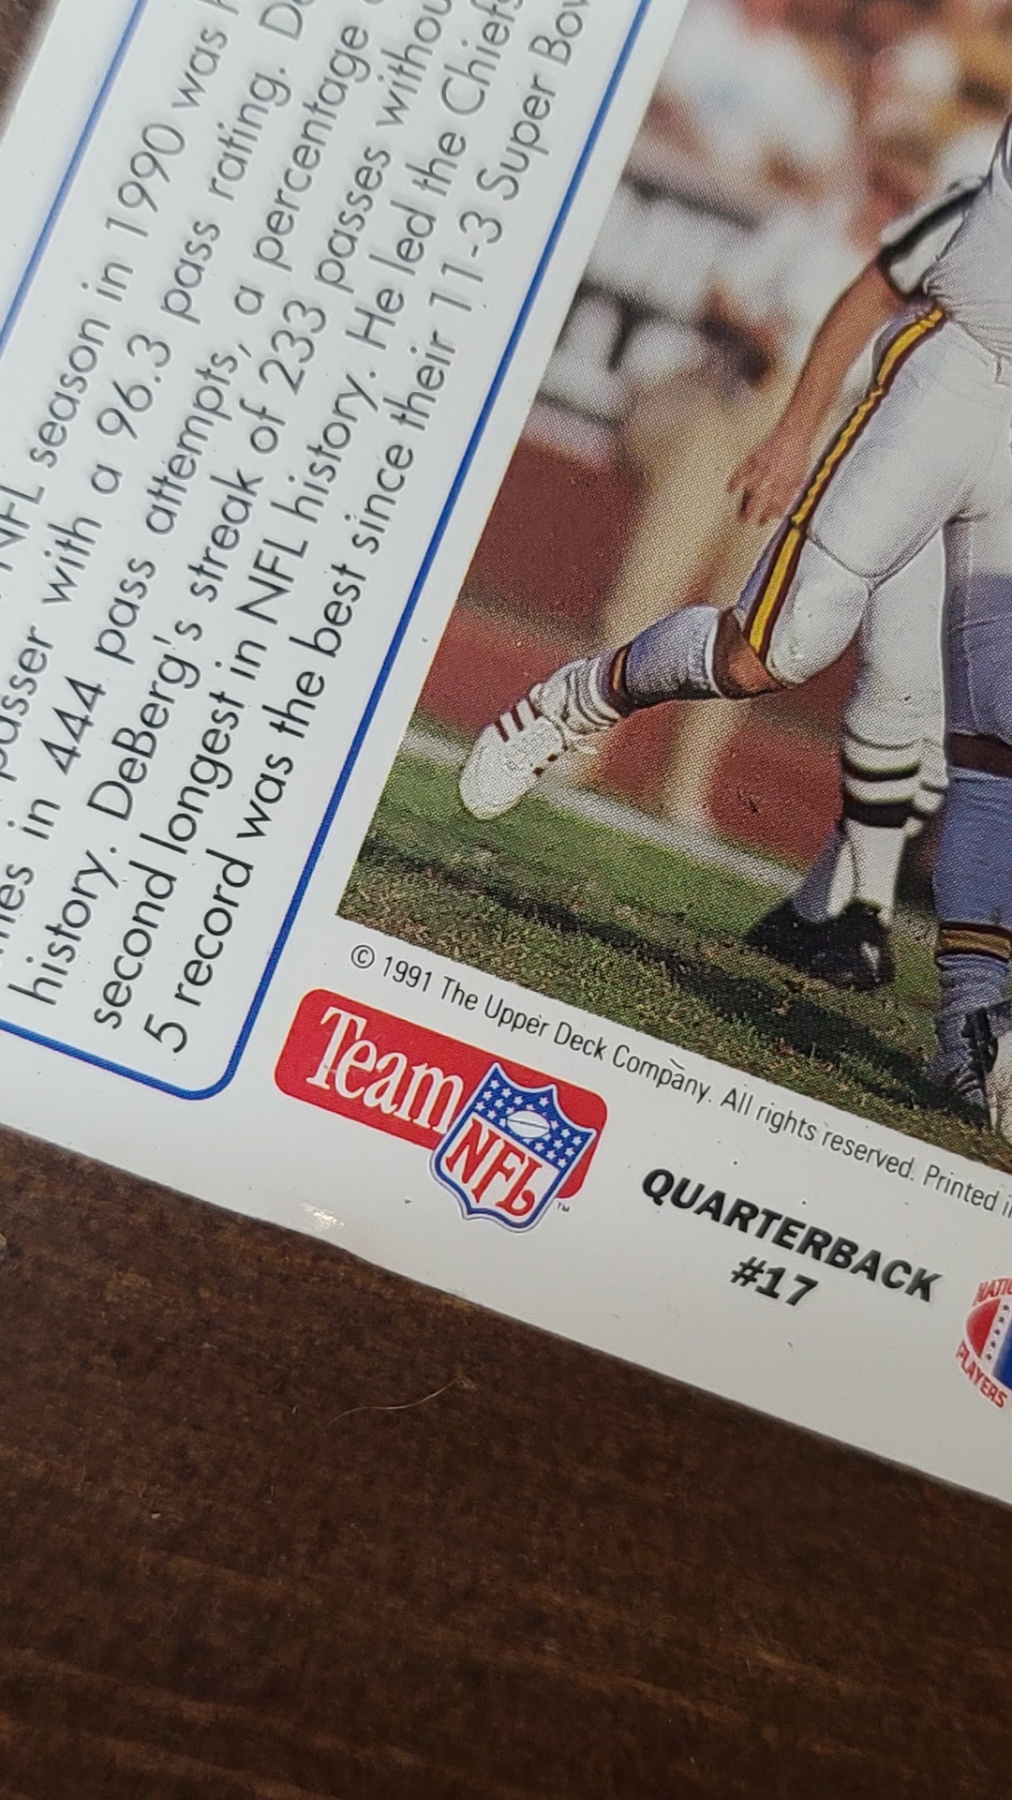 NFL season in 1990 was
passer with a 96.3 pass rating.
in 444 pass attempts, a percentage
history. DeBerg's streak of 233 passes
second longest in NFL history. He led the Chiefs
5 record was the best since their 11-3 Super
© 1991 The Upper Deck Company. All rights reserved. Printed
Team
NFL
™
QUARTERBACK
#17
PLAYERS